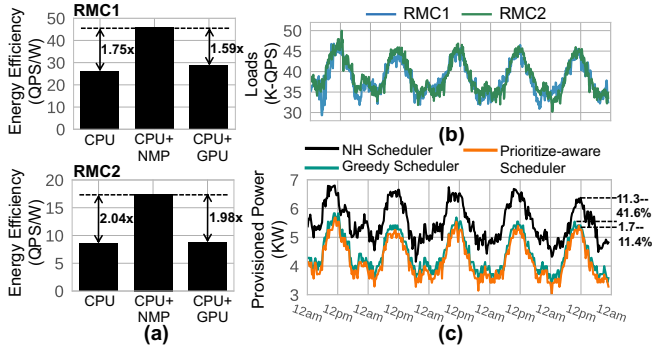 RMC1
Energy Efficiency
(QPS/W)
50
40
30
20
10
0
1.75x
1.59x
CPU
CPU+
NMP
CPU+
GPU
RMC2
Energy Efficiency
(QPS/W)
20
15
10
5
0
2.04x
1.98x
CPU
CPU+
NMP
CPU+
GPU
(a)
RMC1
RMC2
Loads
(K-QPS)
50
45
40
35
30
(b)
NH Scheduler
Greedy Scheduler
Prioritize-aware
Scheduler
Provisioned Power
(KW)
7
6
5
4
3
11.3--
41.6%
1.7--
11.4%
12am
12pm
12am
12pm
12am
12pm
12am
12pm
12am
12pm
12am
(c)